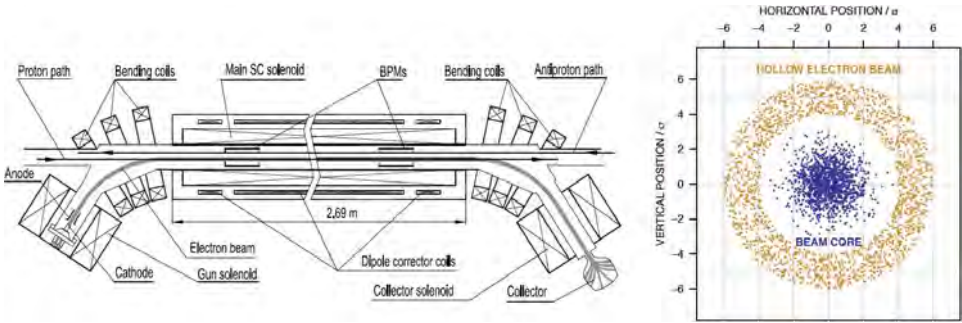 Proton path
Bending coils
Main SC solenoid
BPMs
Bending coils
Antiproton path
Anode
2,69 m
Electron beam
Cathode
Gun solenoid
Dipole corrector coils
Collector solenoid
Collector
HORIZONTAL POSITION / σ
−6 −4 −2 0 2 4 6
HOLLOW ELECTRON BEAM
BEAM CORE
VERTICAL POSITION / σ
6
4
2
0
−2
−4
−6